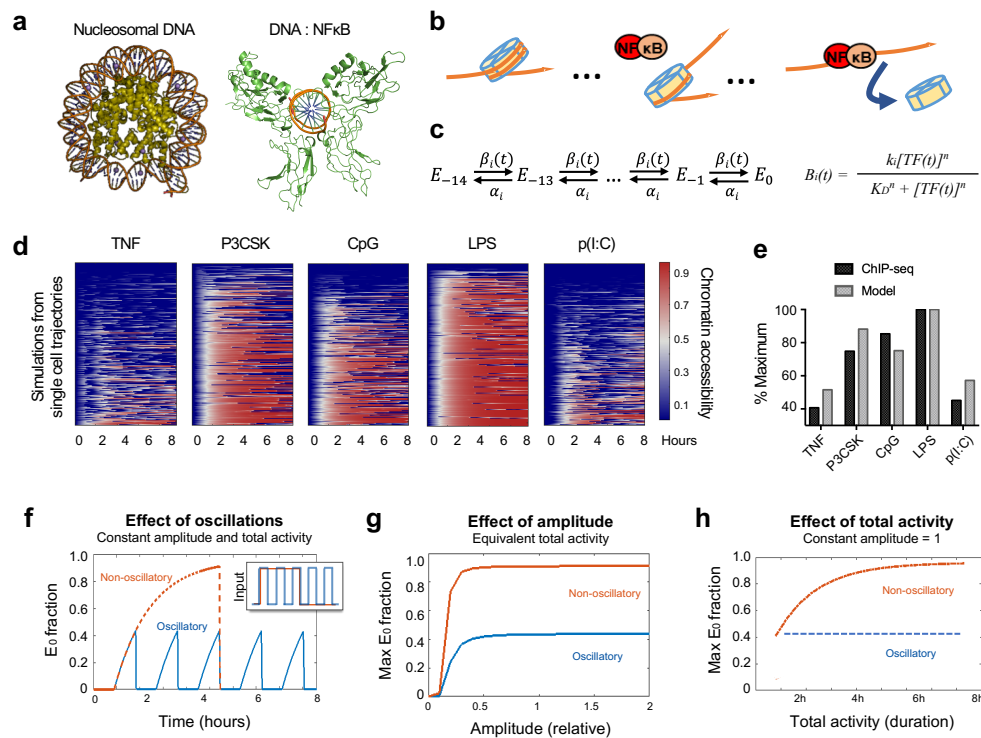 a
Nucleosomal DNA
DNA : NFκB
b
NF κB
NF κB
...
...
c
E₋₁₄ βᵢ(t) αᵢ E₋₁₃ βᵢ(t) αᵢ ... βᵢ(t) αᵢ E₋₁ βᵢ(t) αᵢ E₀
Bᵢ(t) = kᵢ[TF(t)]ⁿ / K_Dⁿ + [TF(t)]ⁿ
d
TNF P3CSK CpG LPS p(I:C)
Simulations from
single cell trajectories
0 2 4 6 8 0 2 4 6 8 0 2 4 6 8 0 2 4 6 8 0 2 4 6 8 Hours
0.9
0.7
0.5
0.3
0.1
Chromatin accessibility
e
ChIP-seq
Model
% Maximum
100
80
60
40
TNF P3CSK CpG LPS p(I:C)
f
Effect of oscillations
Constant amplitude and total activity
E₀ fraction
1.0
0.8
0.6
0.4
0.2
0
Non-oscillatory
Oscillatory
Input
0 2 4 6 8
Time (hours)
g
Effect of amplitude
Equivalent total activity
Max E₀ fraction
1.0
0.8
0.6
0.4
0.2
0
Non-oscillatory
Oscillatory
0 0.5 1 1.5 2
Amplitude (relative)
h
Effect of total activity
Constant amplitude = 1
Max E₀ fraction
1.0
0.8
0.6
0.4
0.2
0
Non-oscillatory
Oscillatory
2h 4h 6h 8h
Total activity (duration)